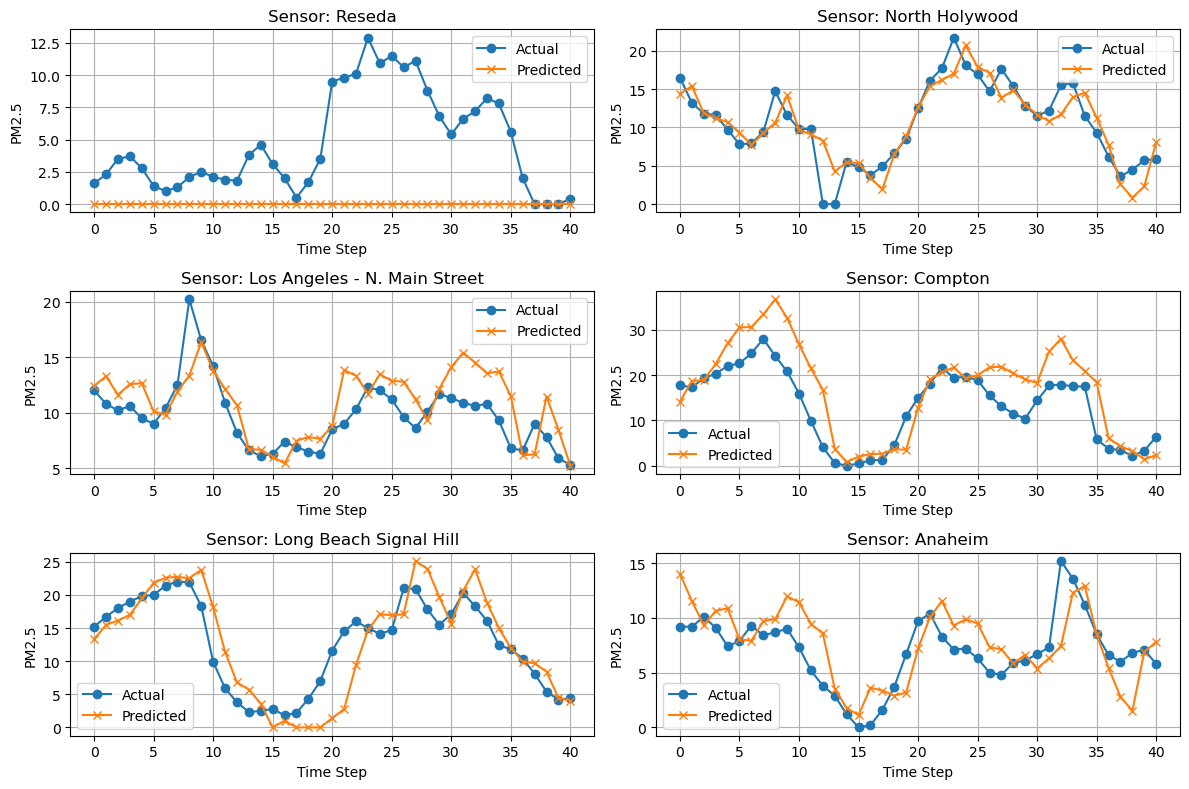 Sensor: Reseda
12.5
10.0
7.5
5.0
2.5
0.0
PM2.5
Actual
Predicted
0 5 10 15 20 25 30 35 40
Time Step
Sensor: North Holywood
20
15
10
5
0
PM2.5
Actual
Predicted
0 5 10 15 20 25 30 35 40
Time Step
Sensor: Los Angeles - N. Main Street
20
15
10
5
PM2.5
Actual
Predicted
0 5 10 15 20 25 30 35 40
Time Step
Sensor: Compton
30
20
10
0
PM2.5
Actual
Predicted
0 5 10 15 20 25 30 35 40
Time Step
Sensor: Long Beach Signal Hill
25
20
15
10
5
0
PM2.5
Actual
Predicted
0 5 10 15 20 25 30 35 40
Time Step
Sensor: Anaheim
15
10
5
0
PM2.5
Actual
Predicted
0 5 10 15 20 25 30 35 40
Time Step